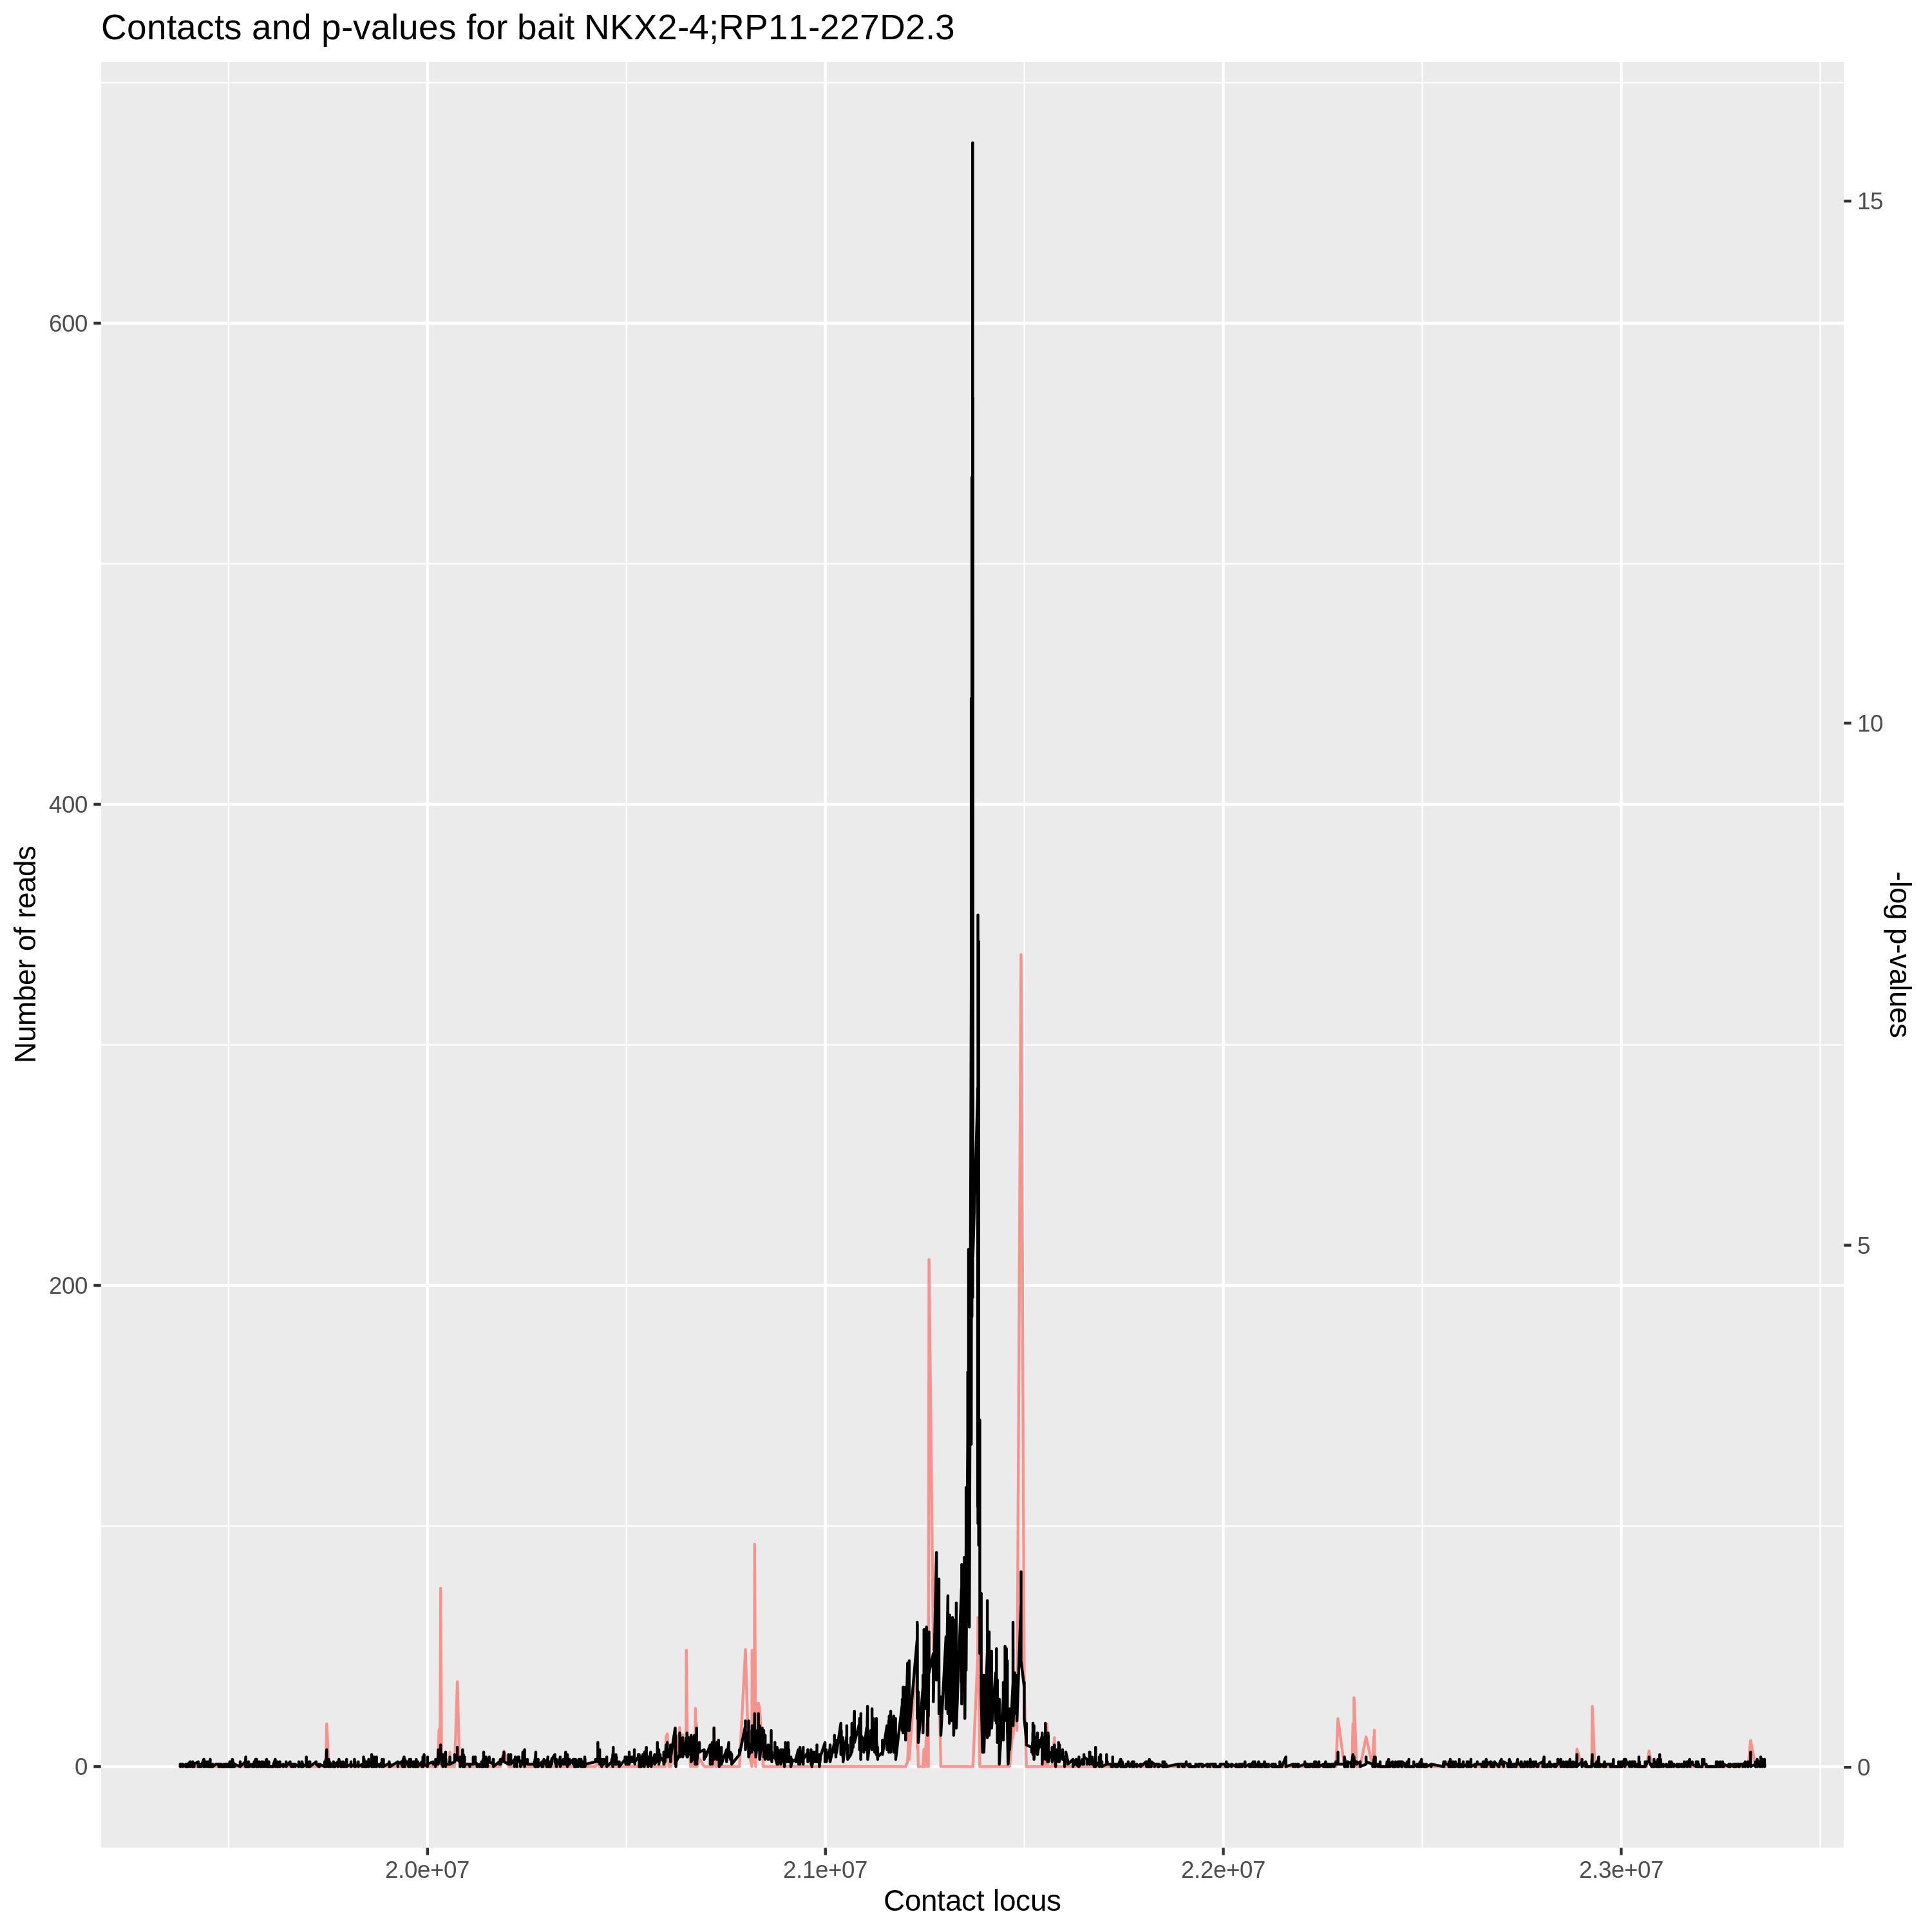 Contacts and p-values for bait NKX2-4;RP11-227D2.3
Number of reads
600
400
200
0
15
10
5
0
-log p-values
2.0e+07 2.1e+07 2.2e+07 2.3e+07
Contact locus